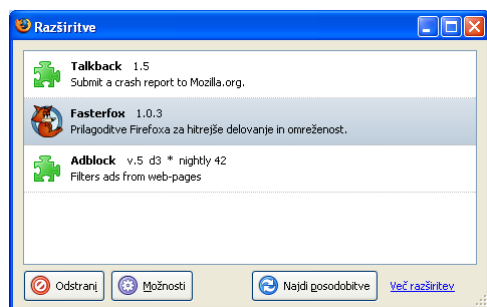 Razširitve
Talkback 1.5
Submit a crash report to Mozilla.org.
Fasterfox 1.0.3
Prilagoditve Firefoxa za hitrejše delovanje in omreženost.
Adblock v.5 d3 * nightly 42
Filters ads from web-pages
Odstrani Možnosti Najdi posodobitve Več razširitev